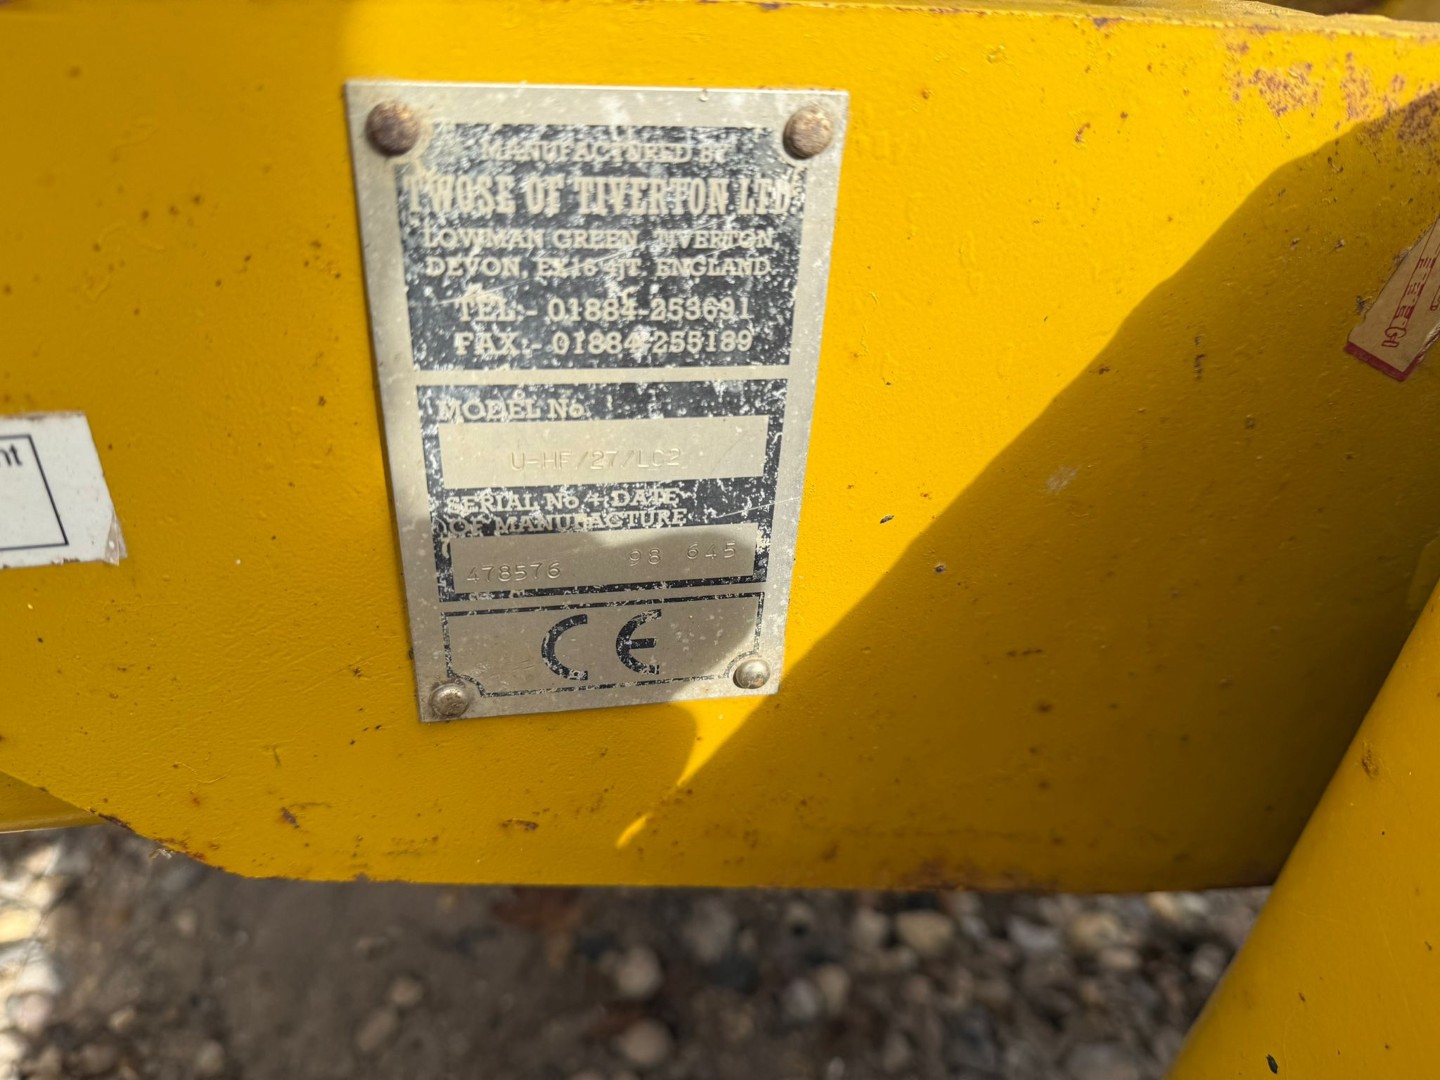 MANUFACTURED BY
TWOSE OF TIVERTON LTD
LOWMAN GREEN, TIVERTON,
DEVON, EX16 4JT. ENGLAND.
TEL:- 01884-253691
FAX:- 01884-255189
MODEL No.
U-HF/27/LC2
SERIAL No + DATE
OF MANUFACTURE
478576 98 645
CE
nt